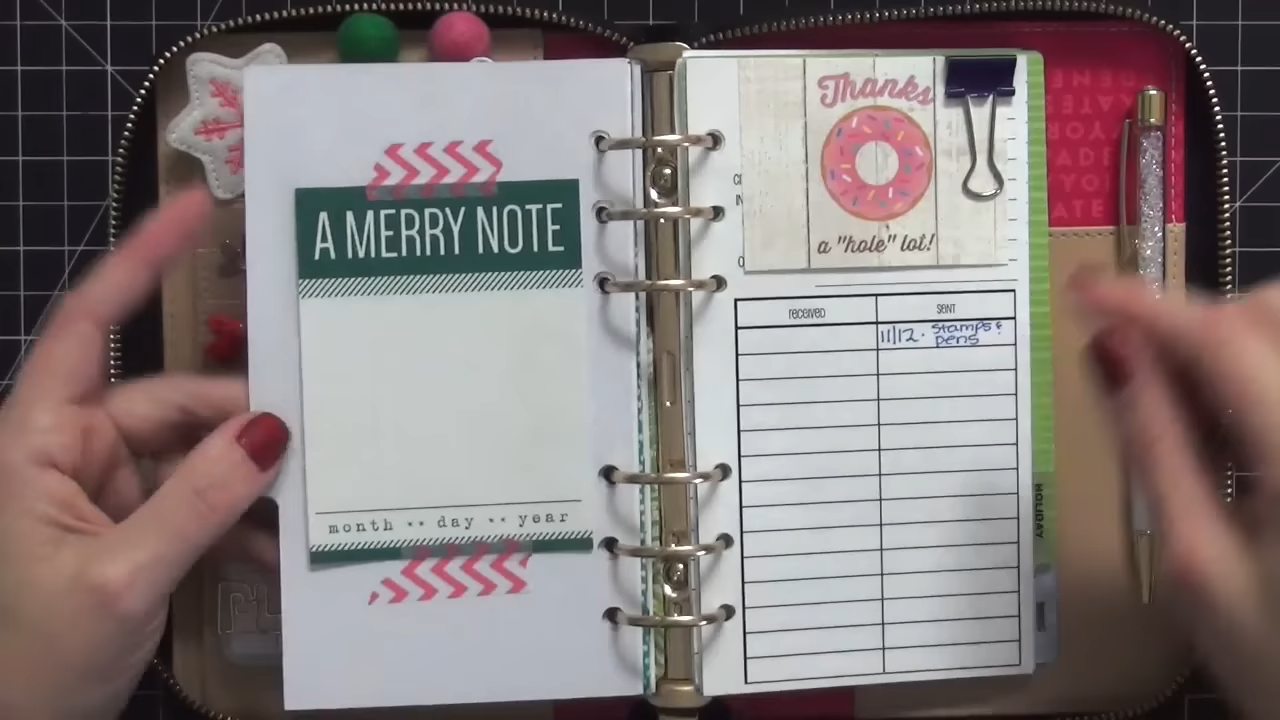 A MERRY NOTE
month ** day ** year
Thanks
a "hole" lot!
RECEIVED SENT
11/12. Stamps &
pens
HOLIDAY